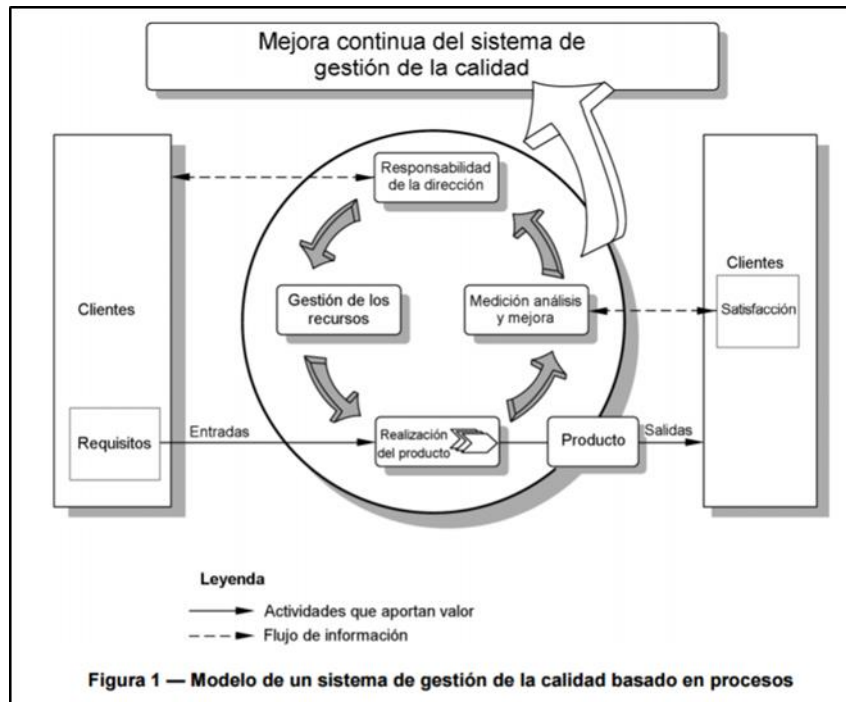 Mejora continua del sistema de
gestión de la calidad
Responsabilidad
de la dirección
Clientes
Gestión de los
recursos
Medición análisis
y mejora
Clientes
Satisfacción
Requisitos
Entradas
Realización
del producto
Producto
Salidas
Leyenda
Actividades que aportan valor
Flujo de información
Figura 1 — Modelo de un sistema de gestión de la calidad basado en procesos